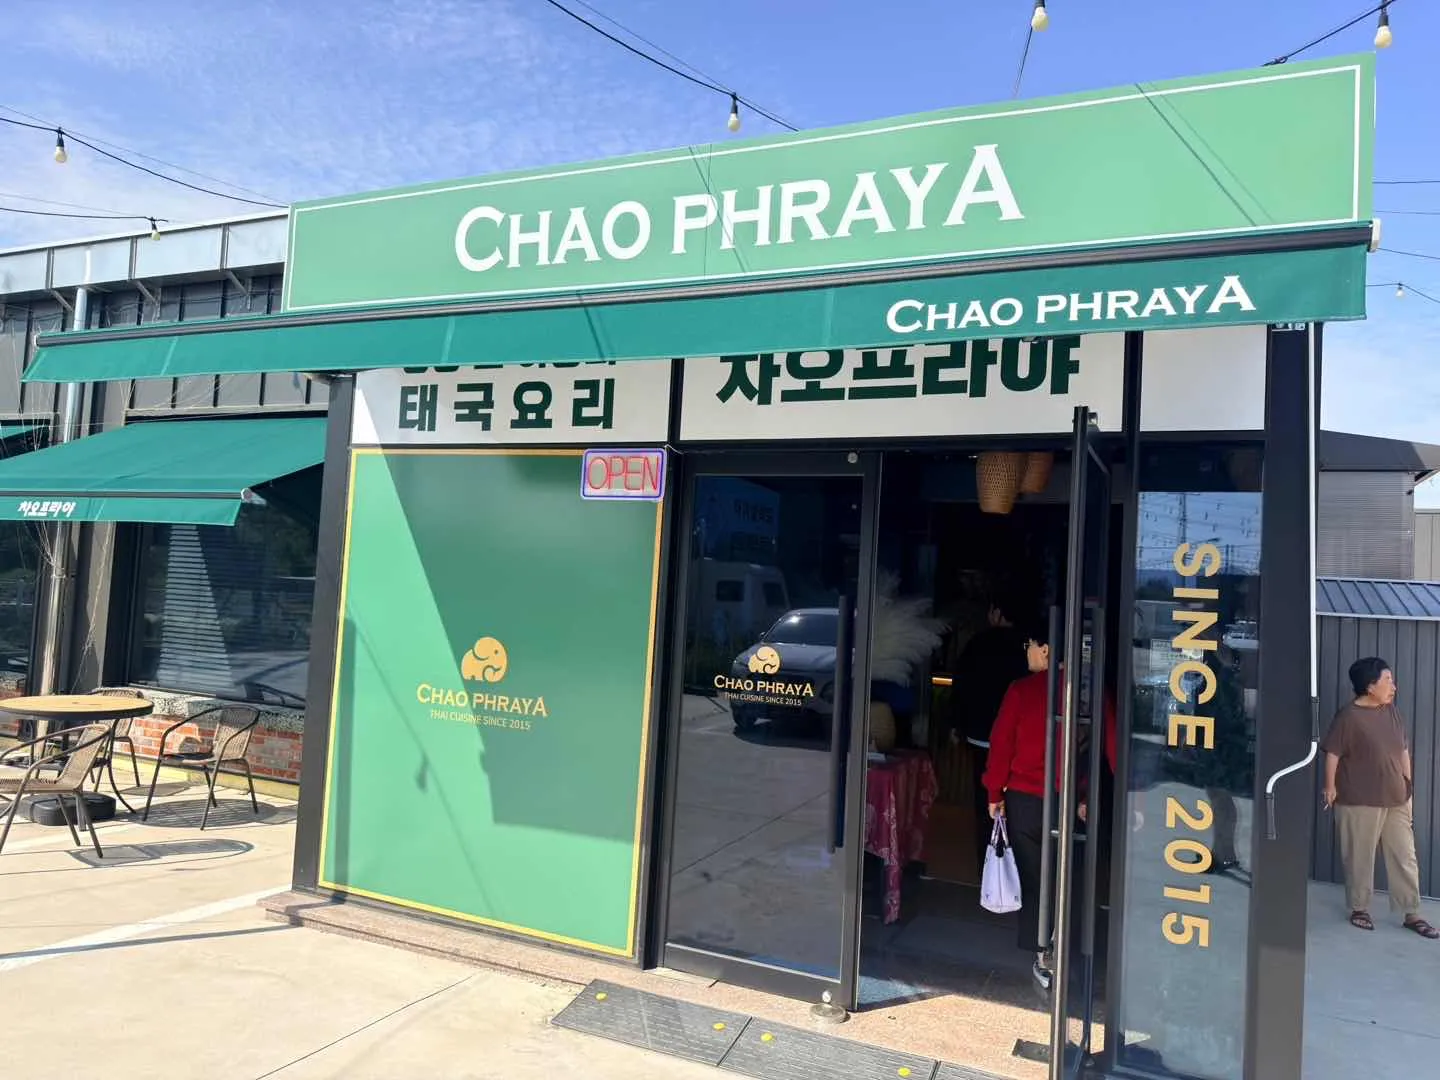 CHAO PHRAYA
CHAO PHRAYA
태국요리
차오프라야
차오프라야
OPEN
CHAO PHRAYA
THAI CUISINE SINCE 2015
CHAO PHRAYA
THAI CUISINE SINCE 2015
SINCE 2015